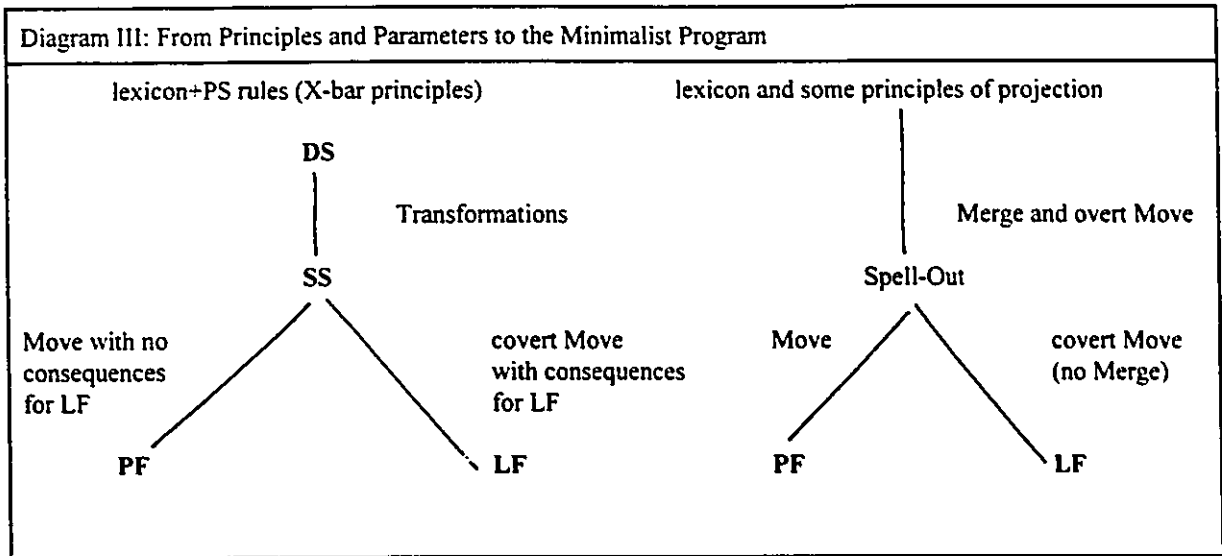 Diagram III: From Principles and Parameters to the Minimalist Program
lexicon+PS rules (X-bar principles)
DS
Transformations
SS
Move with no
consequences
for LF
covert Move
with consequences
for LF
PF
LF
lexicon and some principles of projection
Merge and overt Move
Spell-Out
Move
covert Move
(no Merge)
PF
LF